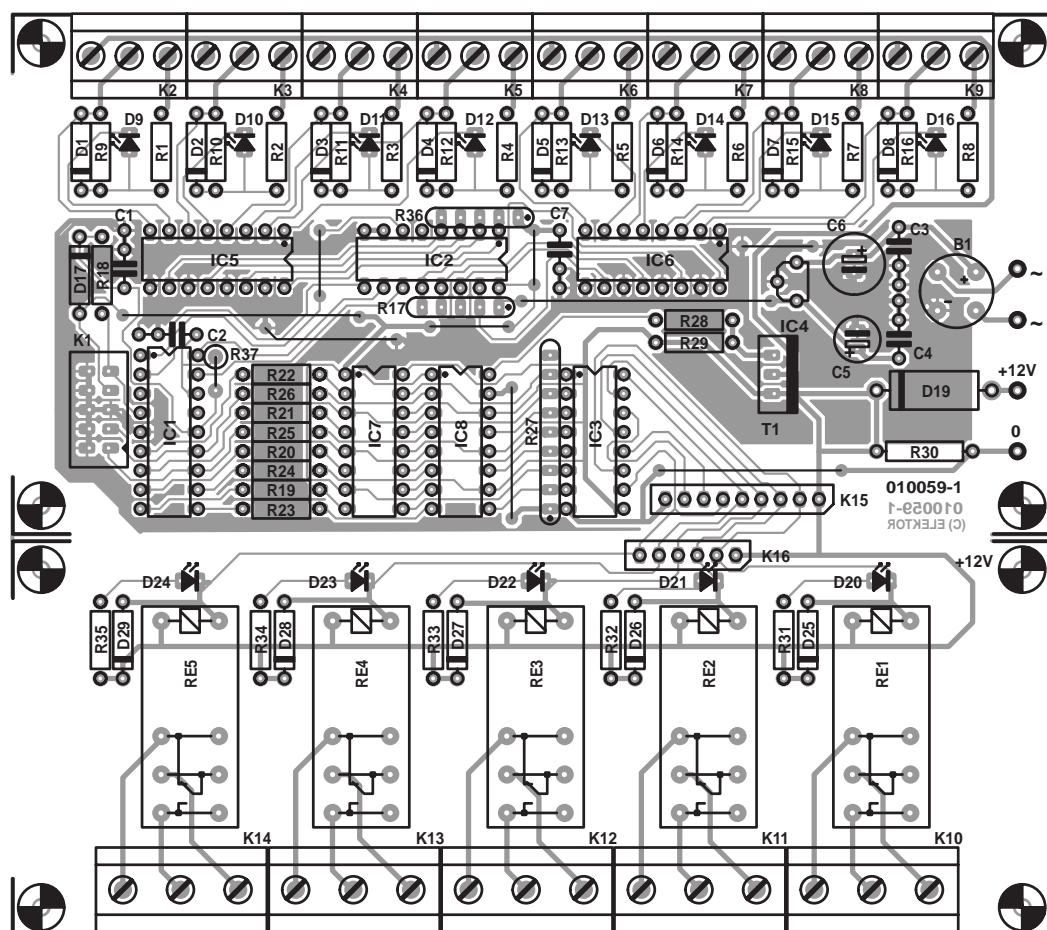 K2 K3 K4 K5 K6 K7 K8 K9
D9 D10 D11 D12 D13 D14 D15 D16
D1 R9 R1 D2 R10 R2 D3 R11 R3 D4 R12 R4 D5 R13 R5 D6 R14 R6 D7 R15 R7 D8 R16 R8
C1 R36 C7 C6 C3 B1
D17 R18 IC5 IC2 IC6 + + - ~
R17 ~
K1 C2 R37 R28 IC4
R29 C5 + C4
R22 +12V
R26 D19
IC1 R21 IC7 IC8 R27 IC3 T1
R25 0
R20 R30
R24
R19 010059-1
R23 K15 010059-1
(C) ELEKTOR
K16 +12V
D24 D23 D22 D21 D20
R35 D29 R34 D28 R33 D27 R32 D26 R31 D25
RE5 RE4 RE3 RE2 RE1
K14 K13 K12 K11 K10